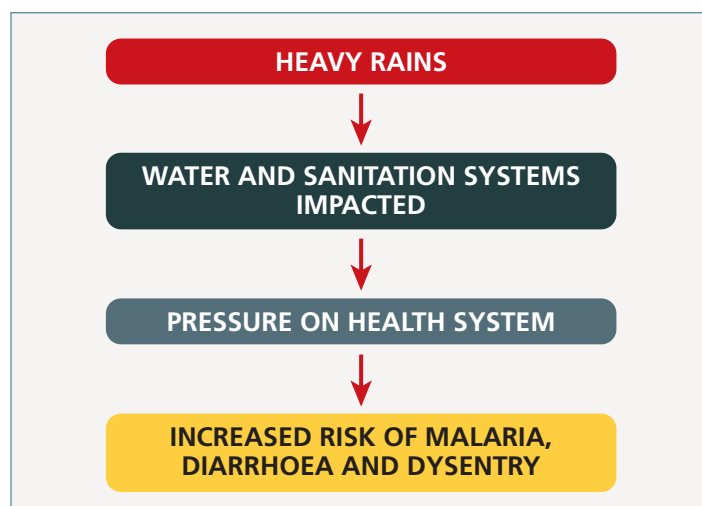 HEAVY RAINS
WATER AND SANITATION SYSTEMS
IMPACTED
PRESSURE ON HEALTH SYSTEM
INCREASED RISK OF MALARIA,
DIARRHOEA AND DYSENTRY